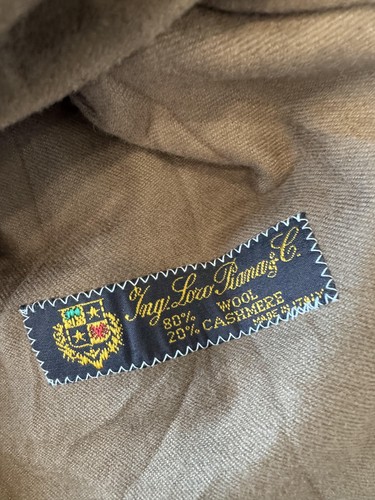 Ing. Loro Piana & C.
80% WOOL
20% CASHMERE
MADE IN ITALY